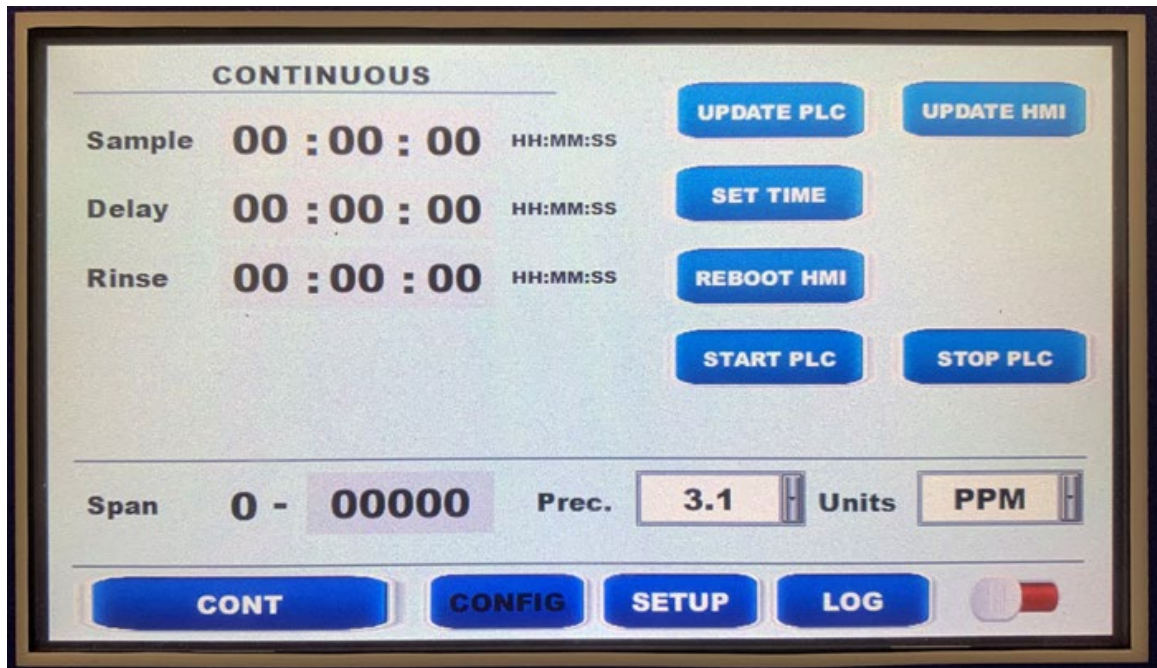 CONTINUOUS
UPDATE PLC UPDATE HMI
Sample 00 : 00 : 00 HH:MM:SS
SET TIME
Delay 00 : 00 : 00 HH:MM:SS
Rinse 00 : 00 : 00 HH:MM:SS REBOOT HMI
START PLC STOP PLC
Span 0 - 00000 Prec. 3.1 Units PPM
CONT CONFIG SETUP LOG